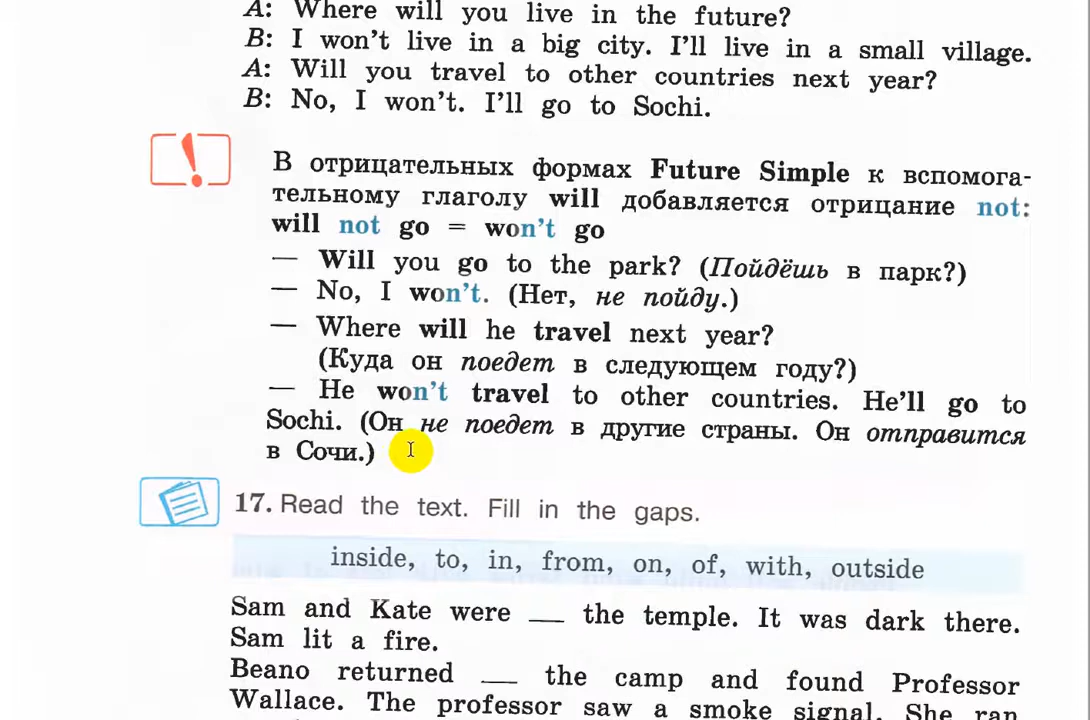 A: Where will you live in the future?
B: I won't live in a big city. I'll live in a small village.
A: Will you travel to other countries next year?
B: No, I won't. I'll go to Sochi.
В отрицательных формах Future Simple к вспомога-
тельному глаголу will добавляется отрицание not:
will not go = won't go
— Will you go to the park? (Пойдёшь в парк?)
— No, I won't. (Нет, не пойду.)
— Where will he travel next year?
(Куда он поедет в следующем году?)
— He won't travel to other countries. He'll go to
Sochi. (Он не поедет в другие страны. Он отправится
в Сочи.)
17. Read the text. Fill in the gaps.
inside, to, in, from, on, of, with, outside
Sam and Kate were __ the temple. It was dark there.
Sam lit a fire.
Beano returned __ the camp and found Professor
Wallace. The professor saw a smoke signal. She ran